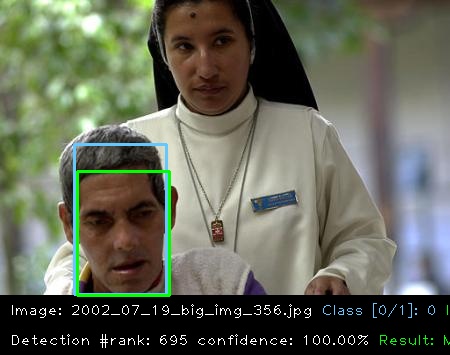 Image: 2002_07_19_big_img_356.jpg Class [0/1]: 0
Detection #rank: 695 confidence: 100.00% Result: